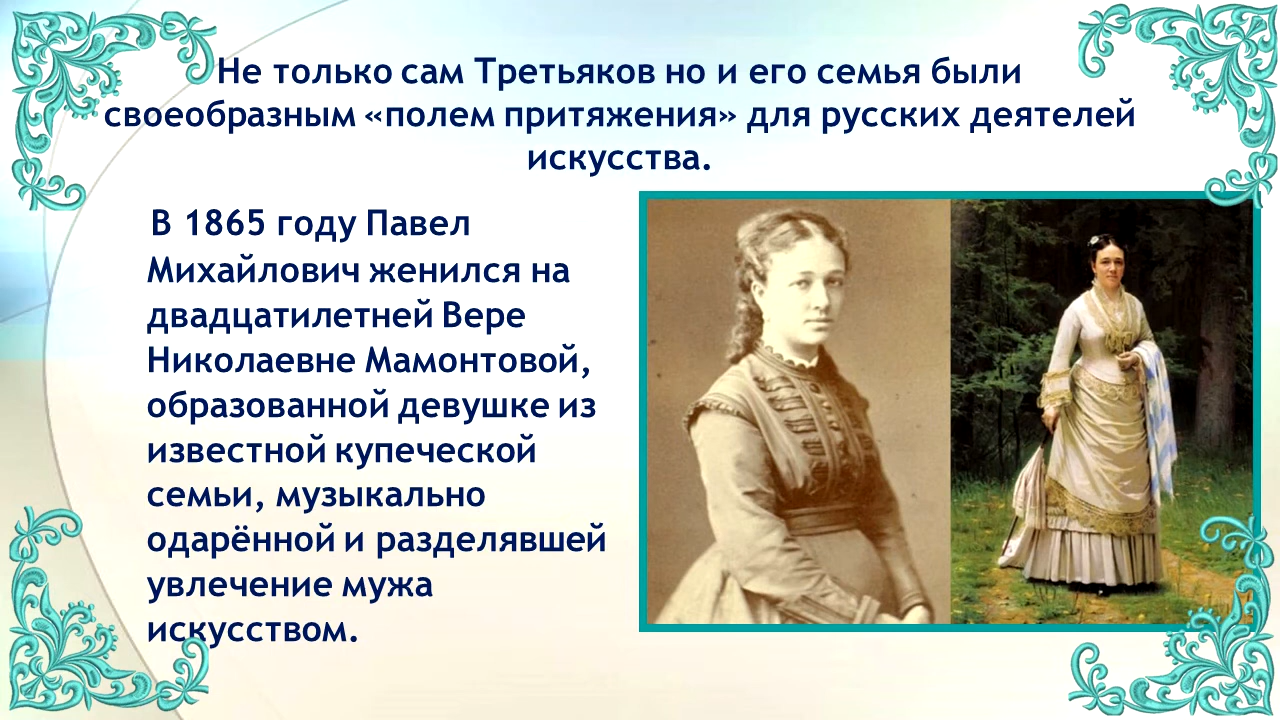 Не только сам Третьяков но и его семья были
своеобразным «полем притяжения» для русских деятелей
искусства.
В 1865 году Павел
Михайлович женился на
двадцатилетней Вере
Николаевне Мамонтовой,
образованной девушке из
известной купеческой
семьи, музыкально
одарённой и разделявшей
увлечение мужа
искусством.